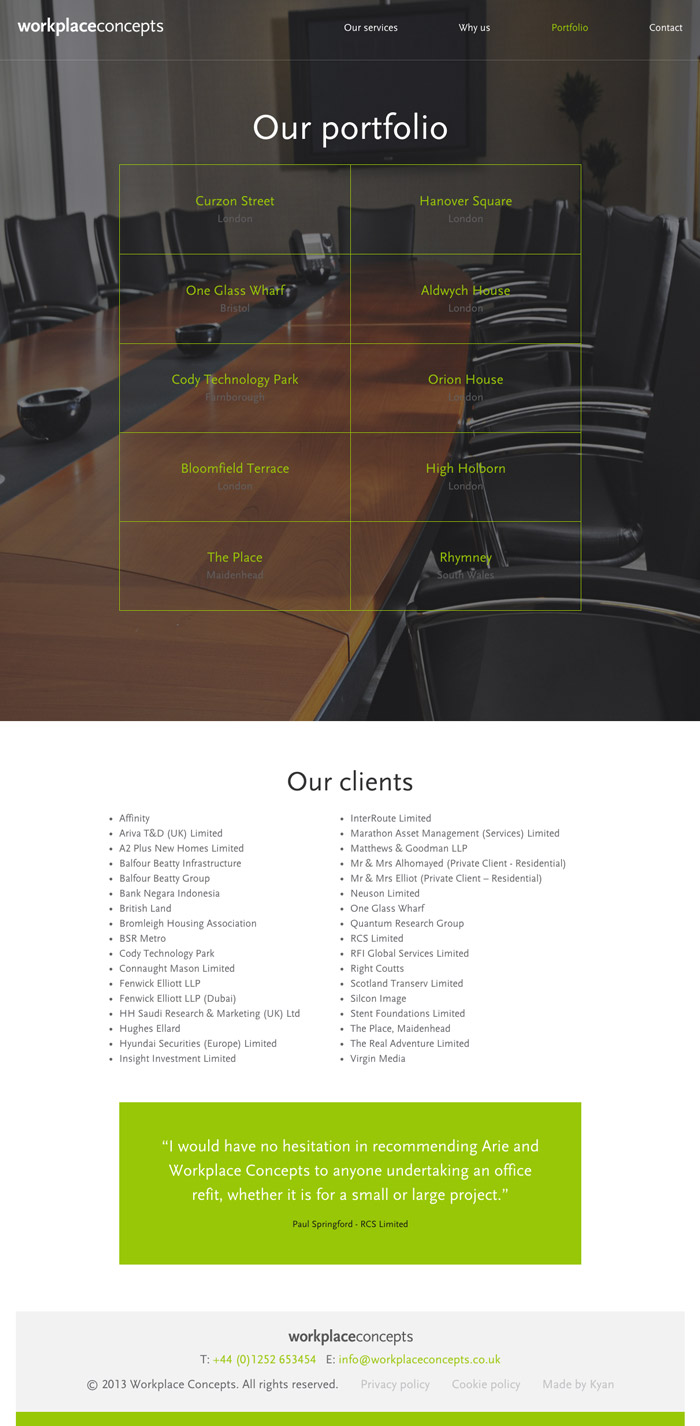 workplaceconcepts
Our services Why us Portfolio Contact
Our portfolio
Curzon Street
London
Hanover Square
London
One Glass Wharf
Bristol
Aldwych House
London
Cody Technology Park
Farnborough
Orion House
London
Bloomfield Terrace
London
High Holborn
London
The Place
Maidenhead
Rhymney
South Wales
Our clients
• Affinity
• Ariva T&D (UK) Limited
• A2 Plus New Homes Limited
• Balfour Beatty Infrastructure
• Balfour Beatty Group
• Bank Negara Indonesia
• British Land
• Bromleigh Housing Association
• BSR Metro
• Cody Technology Park
• Connaught Mason Limited
• Fenwick Elliott LLP
• Fenwick Elliott LLP (Dubai)
• HH Saudi Research & Marketing (UK) Ltd
• Hughes Ellard
• Hyundai Securities (Europe) Limited
• Insight Investment Limited
• InterRoute Limited
• Marathon Asset Management (Services) Limited
• Matthews & Goodman LLP
• Mr & Mrs Alhomayed (Private Client - Residential)
• Mr & Mrs Elliot (Private Client – Residential)
• Neuson Limited
• One Glass Wharf
• Quantum Research Group
• RCS Limited
• RFI Global Services Limited
• Right Coutts
• Scotland Transerv Limited
• Silcon Image
• Stent Foundations Limited
• The Place, Maidenhead
• The Real Adventure Limited
• Virgin Media
“I would have no hesitation in recommending Arie and
Workplace Concepts to anyone undertaking an office
refit, whether it is for a small or large project.”
Paul Springford - RCS Limited
workplaceconcepts
T: +44 (0)1252 653454 E: info@workplaceconcepts.co.uk
© 2013 Workplace Concepts. All rights reserved. Privacy policy Cookie policy Made by Kyan